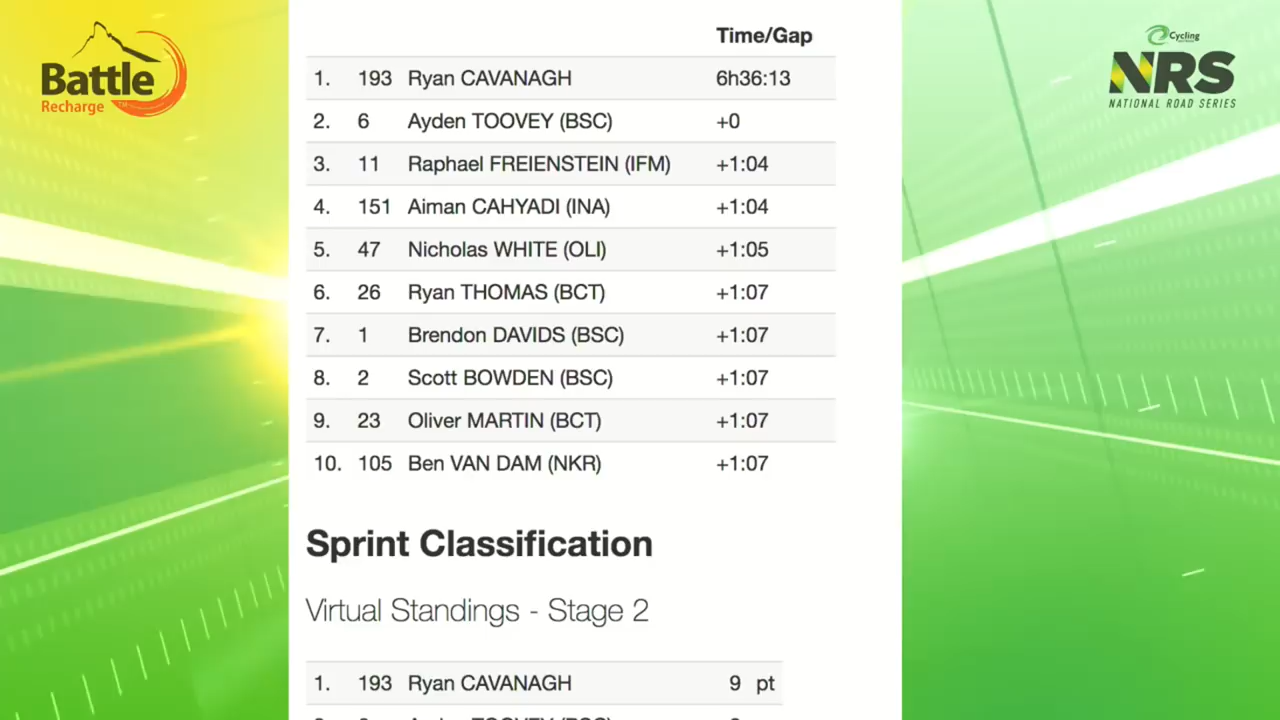 Battle
Recharge
Cycling
NRS
NATIONAL ROAD SERIES
Time/Gap
1. 193 Ryan CAVANAGH 6h36:13
2. 6 Ayden TOOVEY (BSC) +0
3. 11 Raphael FREIENSTEIN (IFM) +1:04
4. 151 Aiman CAHYADI (INA) +1:04
5. 47 Nicholas WHITE (OLI) +1:05
6. 26 Ryan THOMAS (BCT) +1:07
7. 1 Brendon DAVIDS (BSC) +1:07
8. 2 Scott BOWDEN (BSC) +1:07
9. 23 Oliver MARTIN (BCT) +1:07
10. 105 Ben VAN DAM (NKR) +1:07
Sprint Classification
Virtual Standings - Stage 2
1. 193 Ryan CAVANAGH 9 pt